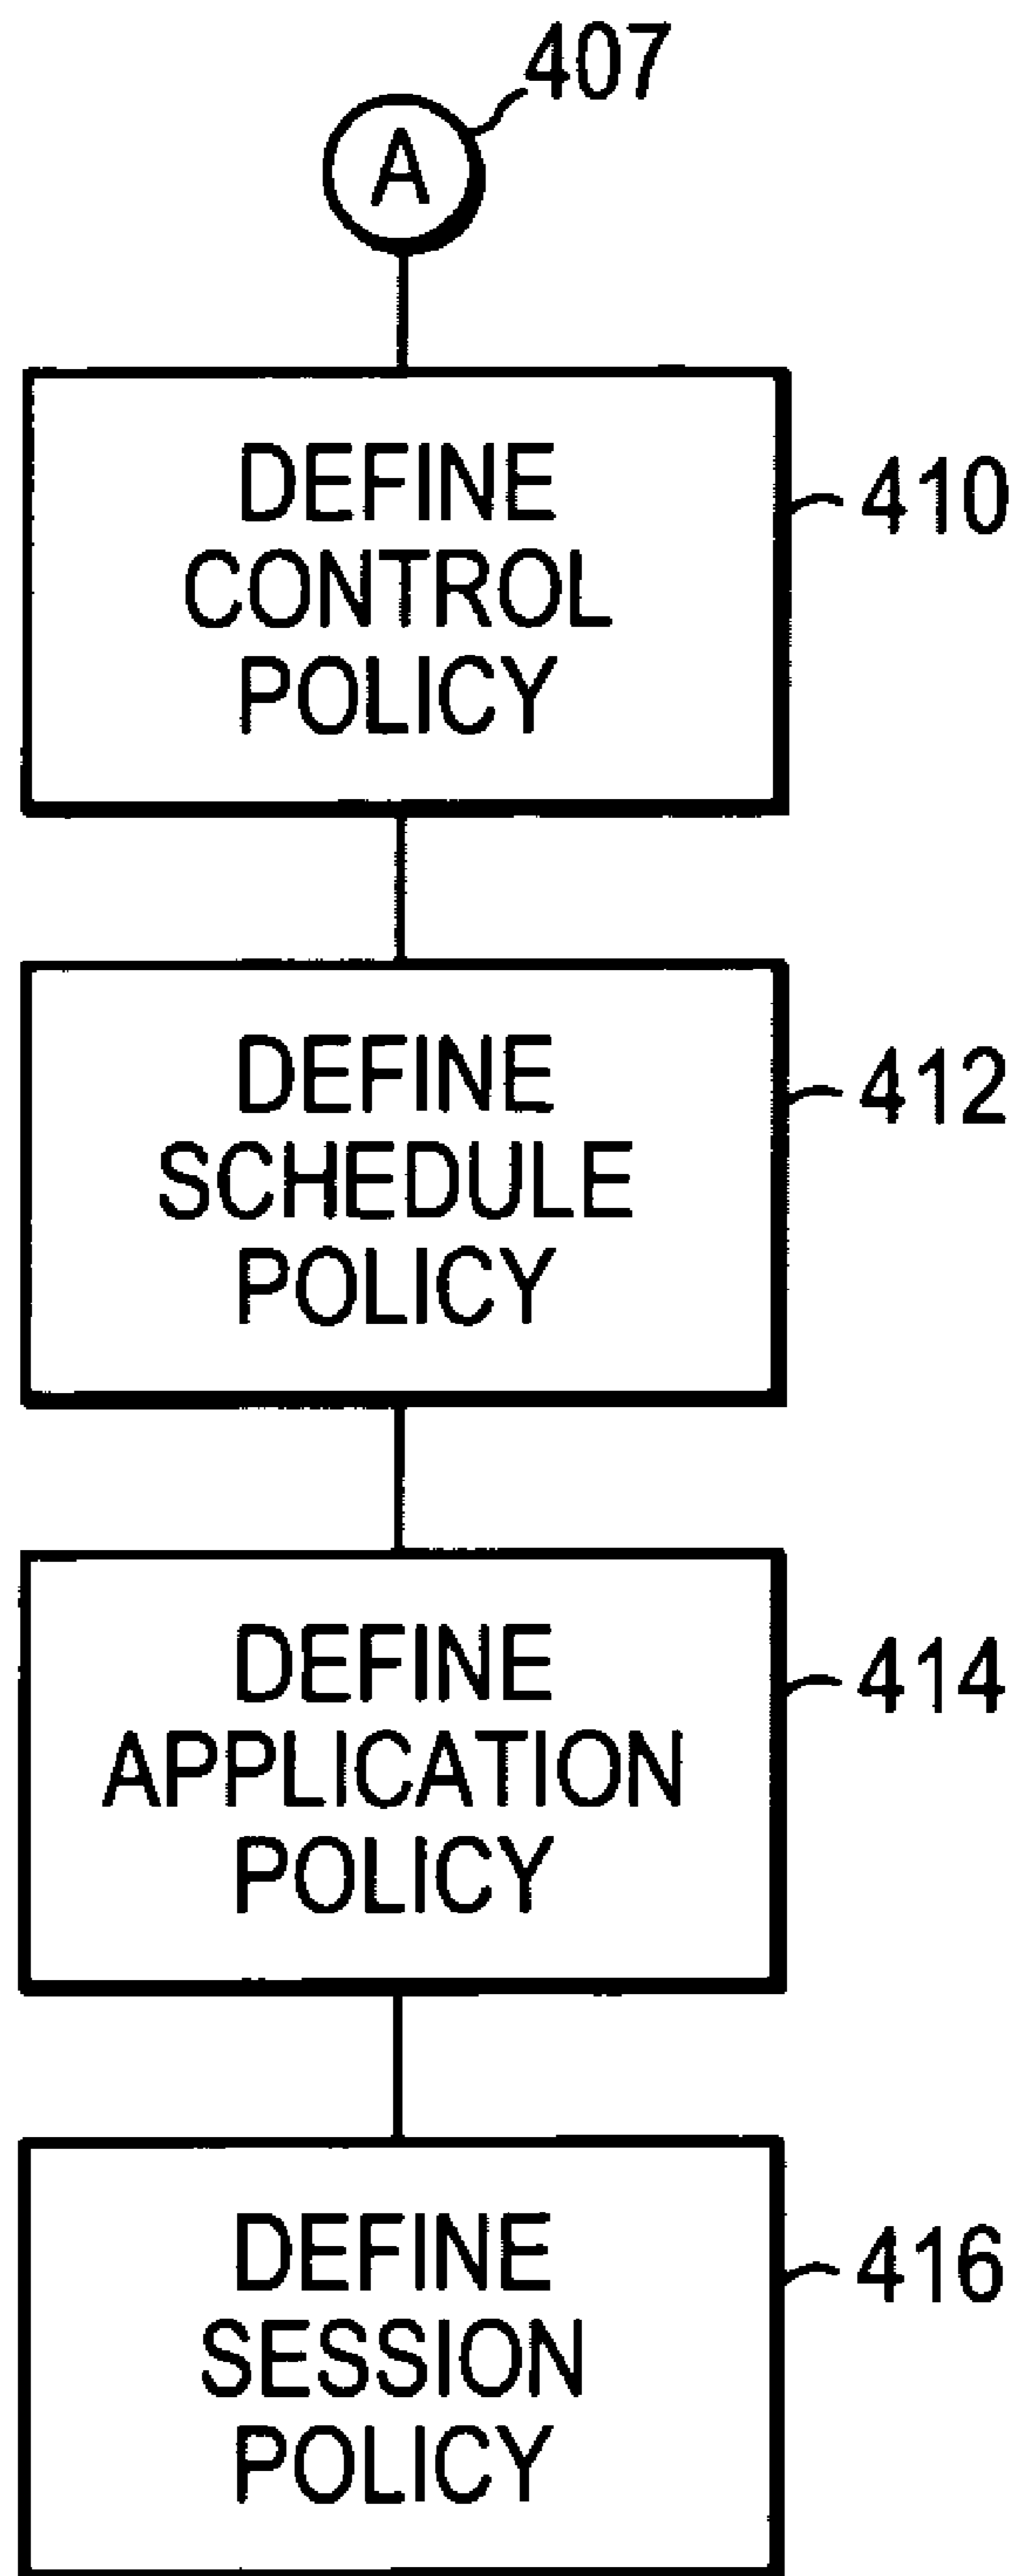 407
A
DEFINE
CONTROL
POLICY
410
DEFINE
SCHEDULE
POLICY
412
DEFINE
APPLICATION
POLICY
414
DEFINE
SESSION
POLICY
416